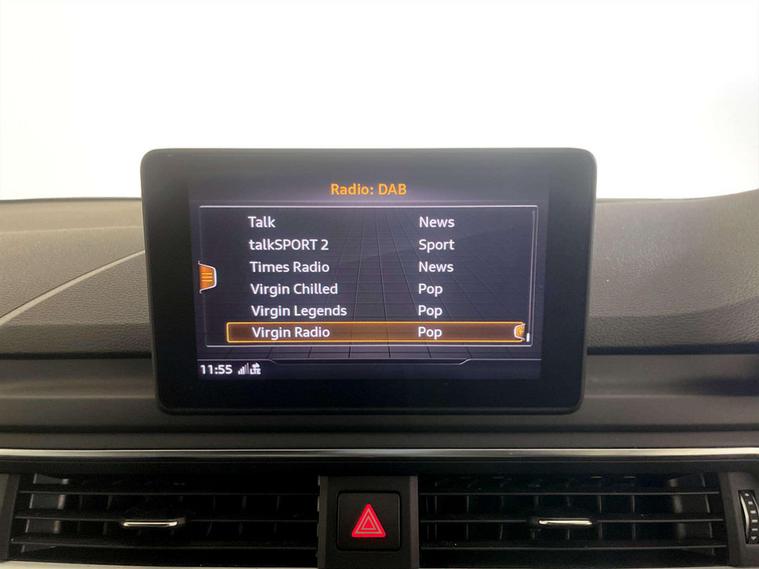 Radio: DAB
Talk News
talkSPORT 2 Sport
Times Radio News
Virgin Chilled Pop
Virgin Legends Pop
Virgin Radio Pop
11:55 LTE